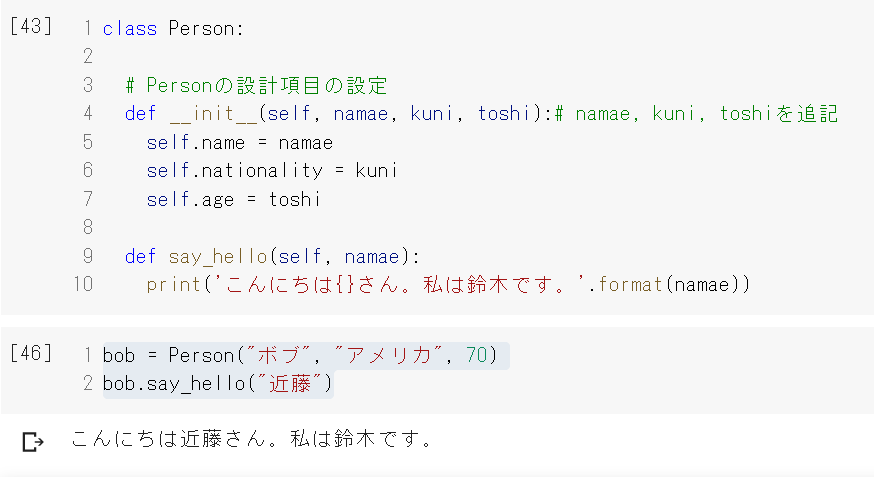 [43] 1 class Person:
2
3 # Personの設計項目の設定
4 def __init__(self, namae, kuni, toshi):# namae, kuni, toshiを追記
5 self.name = namae
6 self.nationality = kuni
7 self.age = toshi
8
9 def say_hello(self, namae):
10 print('こんにちは{}さん。私は鈴木です。'.format(namae))
[46] 1 bob = Person("ボブ", "アメリカ", 70)
2 bob.say_hello("近藤")
こんにちは近藤さん。私は鈴木です。